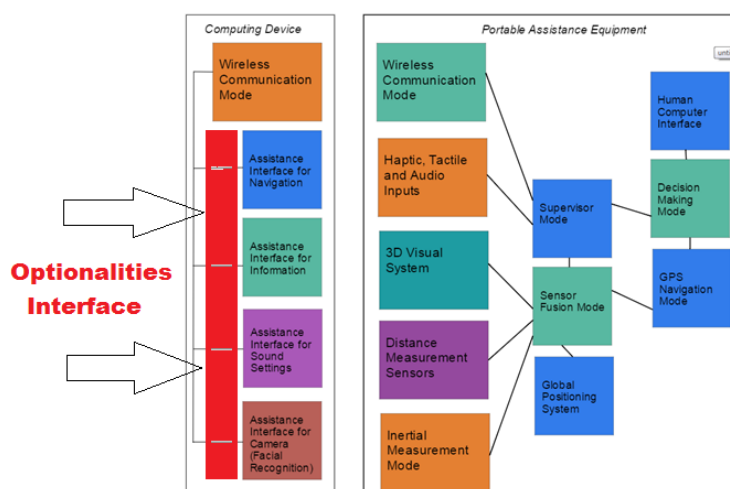 Computing Device
Wireless
Communication
Mode
Assistance
Interface for
Navigation
Assistance
Interface for
Information
Assistance
Interface for
Sound
Settings
Assistance
Interface for
Camera
(Facial
Recognition)
Optionalities
Interface
Portable Assistance Equipment
Wireless
Communication
Mode
Haptic, Tactile
and Audio
Inputs
3D Visual
System
Distance
Measurement
Sensors
Inertial
Measurement
Mode
Supervisor
Mode
Sensor
Fusion Mode
Global
Positioning
System
Human
Computer
Interface
Decision
Making
Mode
GPS
Navigation
Mode